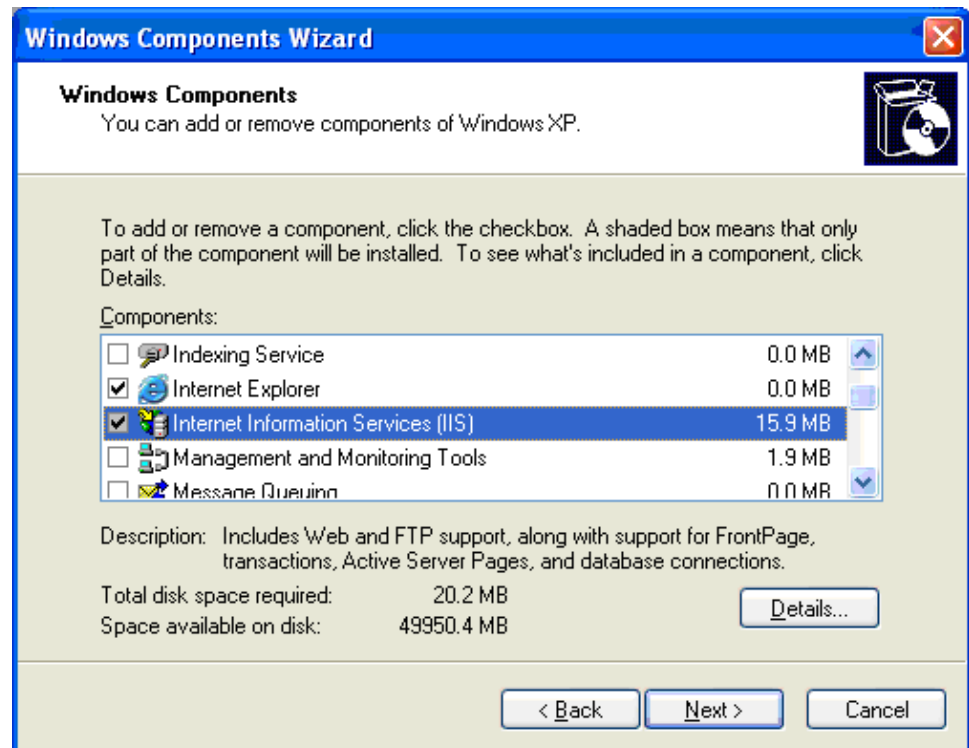 Windows Components Wizard
Windows Components
You can add or remove components of Windows XP.
To add or remove a component, click the checkbox. A shaded box means that only
part of the component will be installed. To see what's included in a component, click
Details.
Components:
Indexing Service 0.0 MB
Internet Explorer 0.0 MB
Internet Information Services (IIS) 15.9 MB
Management and Monitoring Tools 1.9 MB
Message Queuing 0.0 MB
Description: Includes Web and FTP support, along with support for FrontPage,
transactions, Active Server Pages, and database connections.
Total disk space required: 20.2 MB
Space available on disk: 49950.4 MB
Details...
< Back Next > Cancel